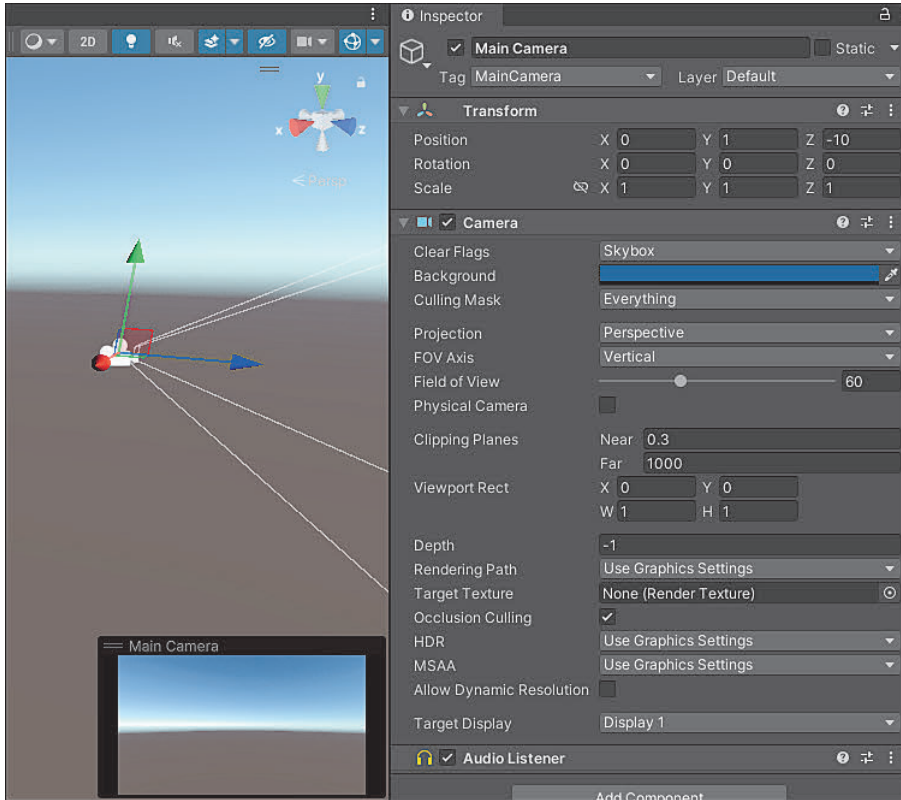 2D
y
x
z
Persp
Main Camera
Inspector
Main Camera
Static
Tag MainCamera Layer Default
Transform
Position X 0 Y 1 Z -10
Rotation X 0 Y 0 Z 0
Scale X 1 Y 1 Z 1
Camera
Clear Flags Skybox
Background
Culling Mask Everything
Projection Perspective
FOV Axis Vertical
Field of View 60
Physical Camera
Clipping Planes Near 0.3
Far 1000
Viewport Rect X 0 Y 0
W 1 H 1
Depth -1
Rendering Path Use Graphics Settings
Target Texture None (Render Texture)
Occlusion Culling
HDR Use Graphics Settings
MSAA Use Graphics Settings
Allow Dynamic Resolution
Target Display Display 1
Audio Listener
Add Component